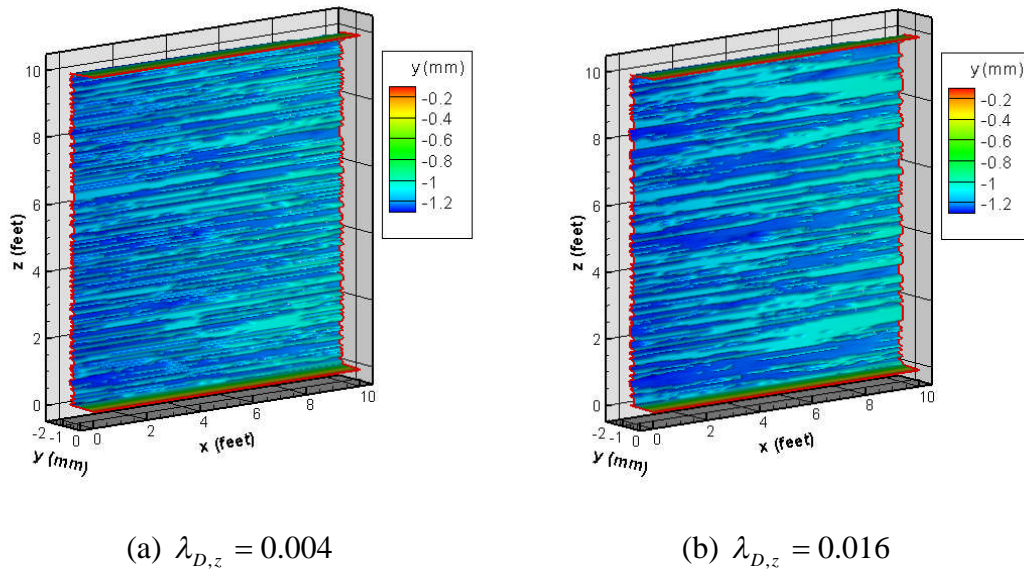 y (mm)
-0.2
-0.4
-0.6
-0.8
-1
-1.2
10
8
6
4
2
0
z (feet)
-2 -1 0
y (mm)
0 2 4 6 8 10
x (feet)
(a) λ_{D,z} = 0.004
y (mm)
-0.2
-0.4
-0.6
-0.8
-1
-1.2
10
8
6
4
2
0
z (feet)
-2 -1 0
y (mm)
0 2 4 6 8 10
x (feet)
(b) λ_{D,z} = 0.016